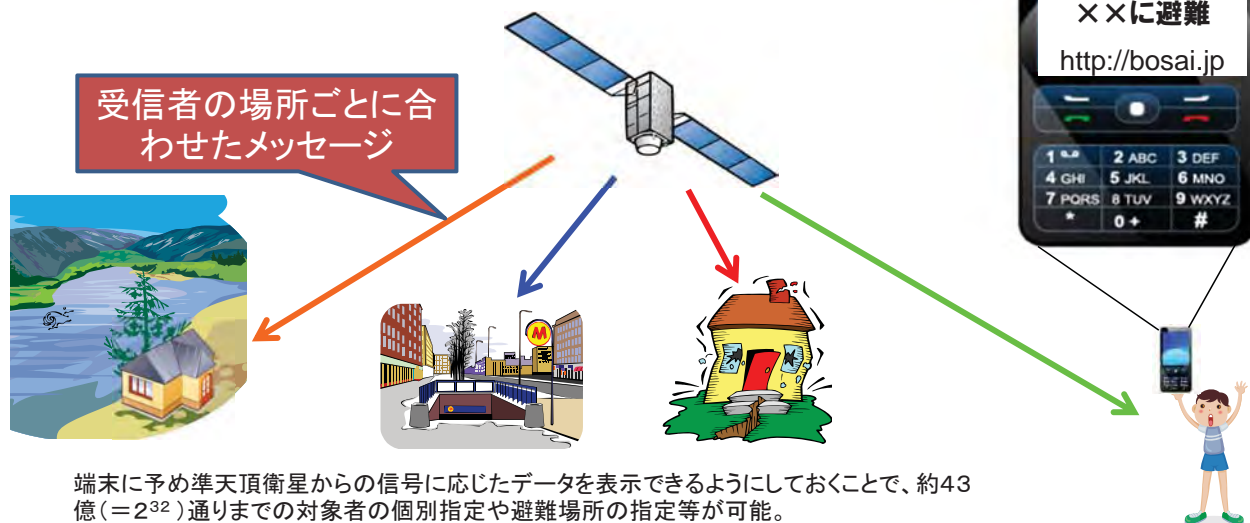 ××に避難
http://bosai.jp
受信者の場所ごとに合
わせたメッセージ
1
2 ABC
3 DEF
4 GHI
5 JKL
6 MNO
7 PQRS
8 TUV
9 WXYZ
*
0 +
#
M
端末に予め準天頂衛星からの信号に応じたデータを表示できるようにしておくことで、約43
億(=2³²)通りまでの対象者の個別指定や避難場所の指定等が可能。